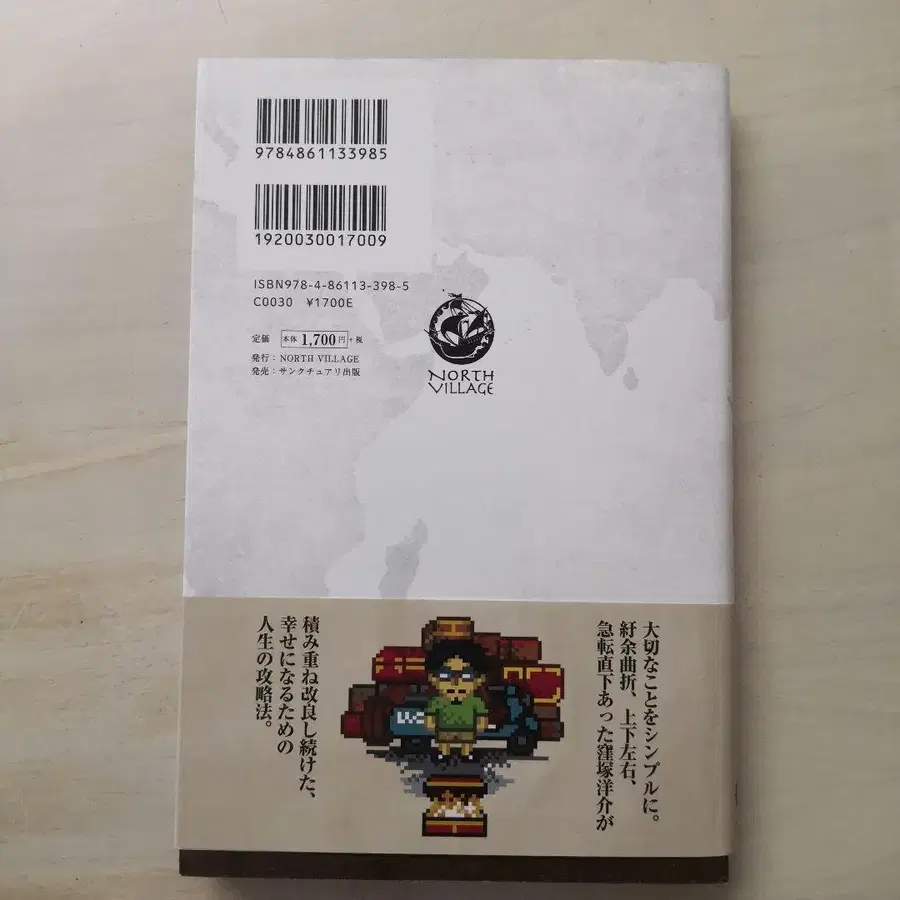 9784861133985
1920030017009
ISBN978-4-86113-398-5
C0030 ¥1700E
定価 本体 1,700円+税
発行：NORTH VILLAGE
発売：サンクチュアリ出版
NORTH
VILLAGE
大切なことをシンプルに。
紆余曲折、上下左右、
急転直下あった窪塚洋介が
積み重ね改良し続けた、
幸せになるための
人生の攻略法。